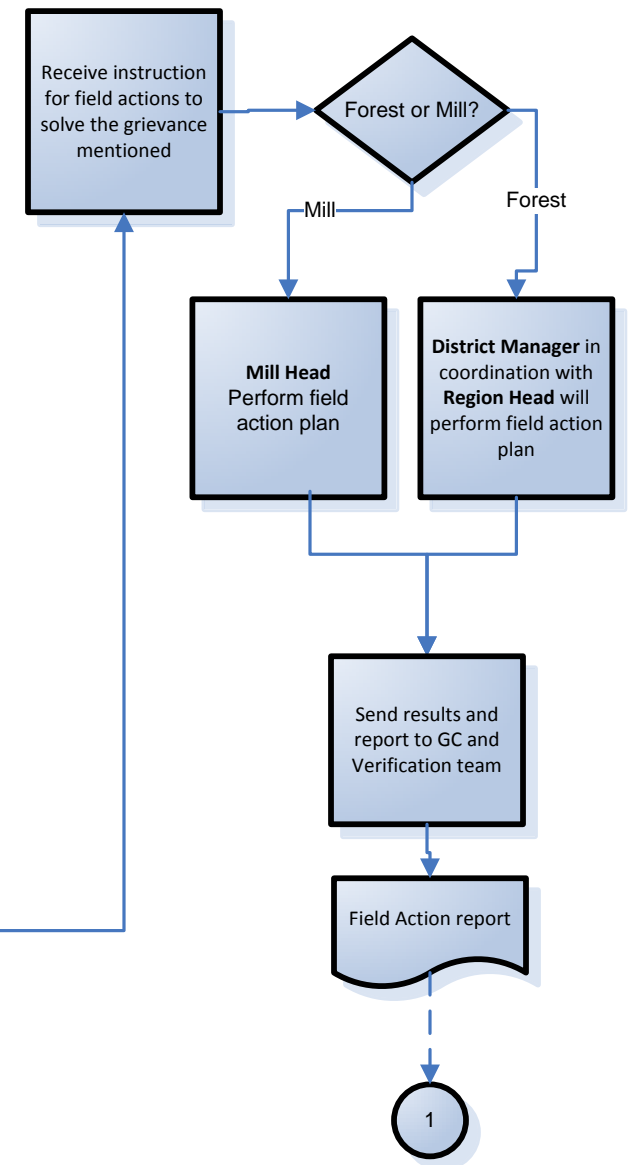 Receive instruction
for field actions to
solve the grievance
mentioned
Forest or Mill?
Mill
Forest
Mill Head
Perform field
action plan
District Manager in
coordination with
Region Head will
perform field action
plan
Send results and
report to GC and
Verification team
Field Action report
1